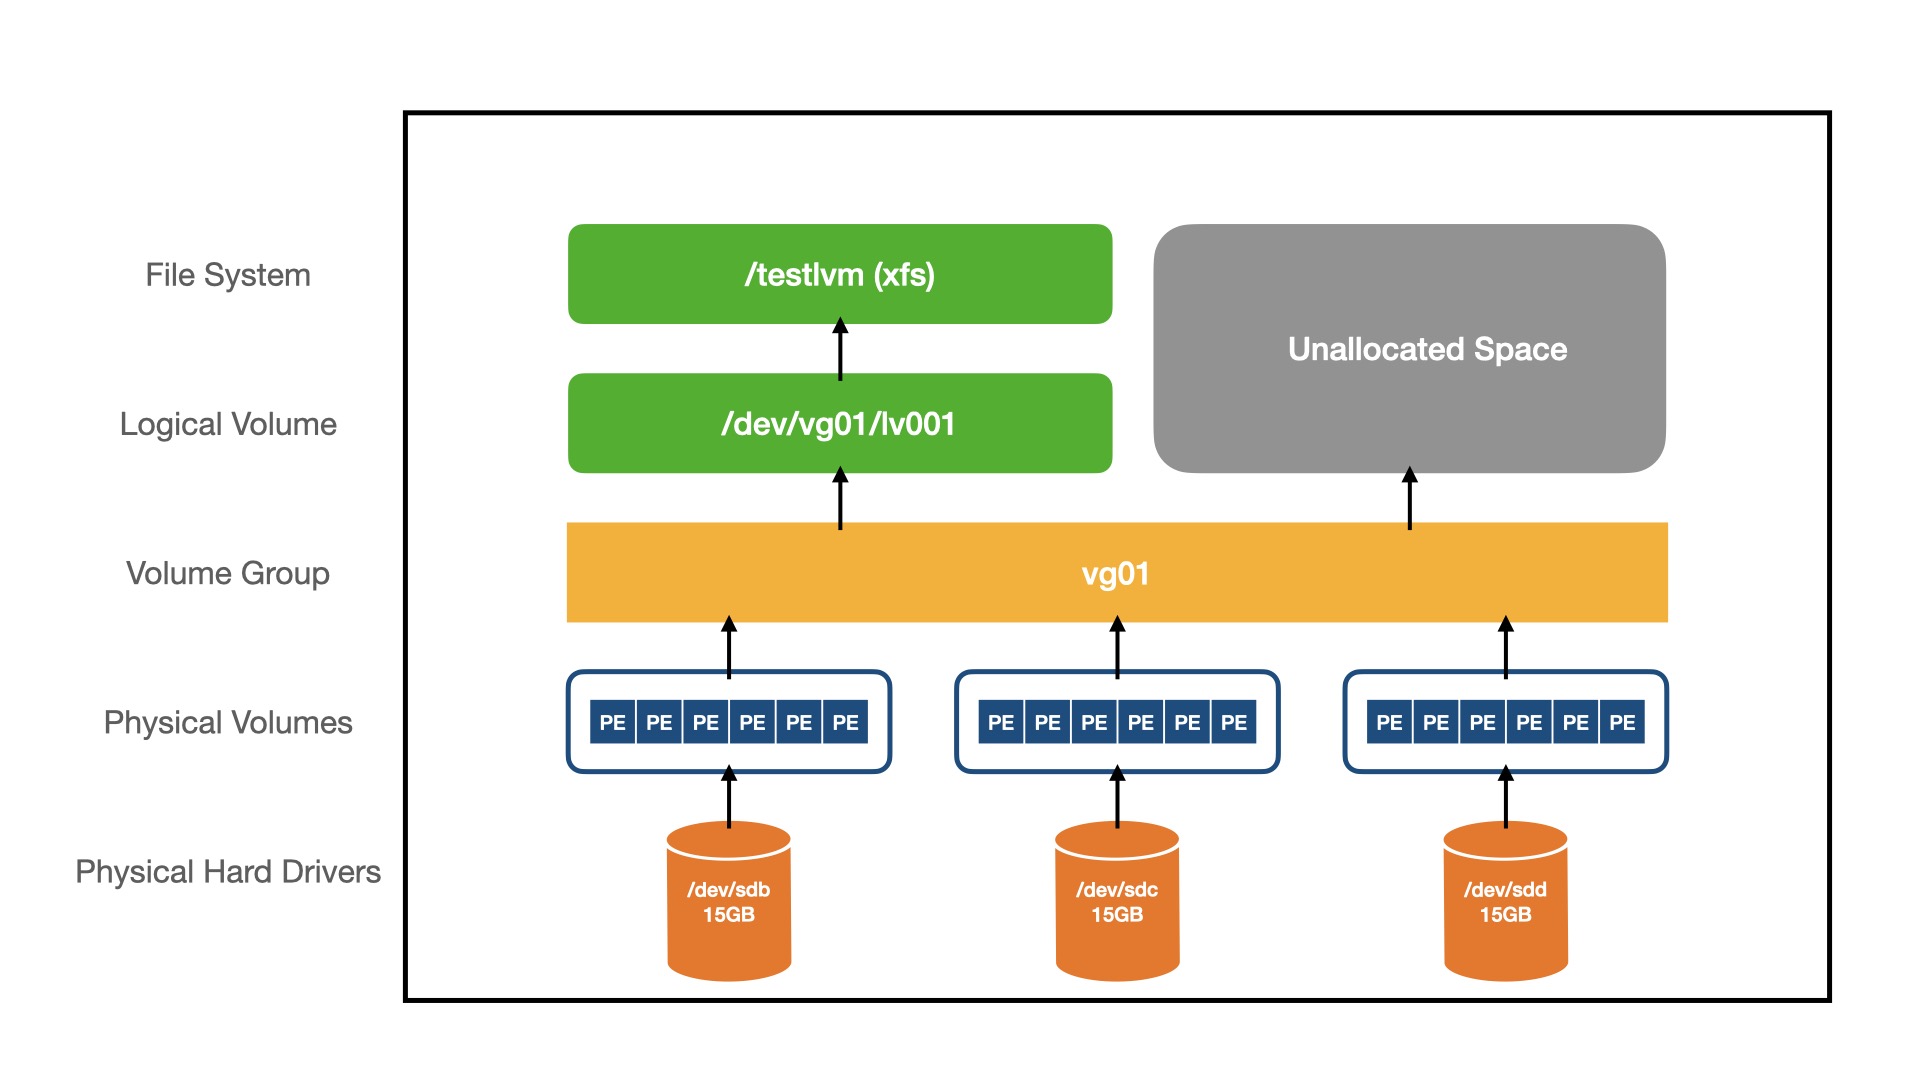 File System
/testlvm (xfs)
Unallocated Space
Logical Volume
/dev/vg01/lv001
Volume Group
vg01
Physical Volumes
PE PE PE PE PE PE
PE PE PE PE PE PE
PE PE PE PE PE PE
Physical Hard Drivers
/dev/sdb
15GB
/dev/sdc
15GB
/dev/sdd
15GB